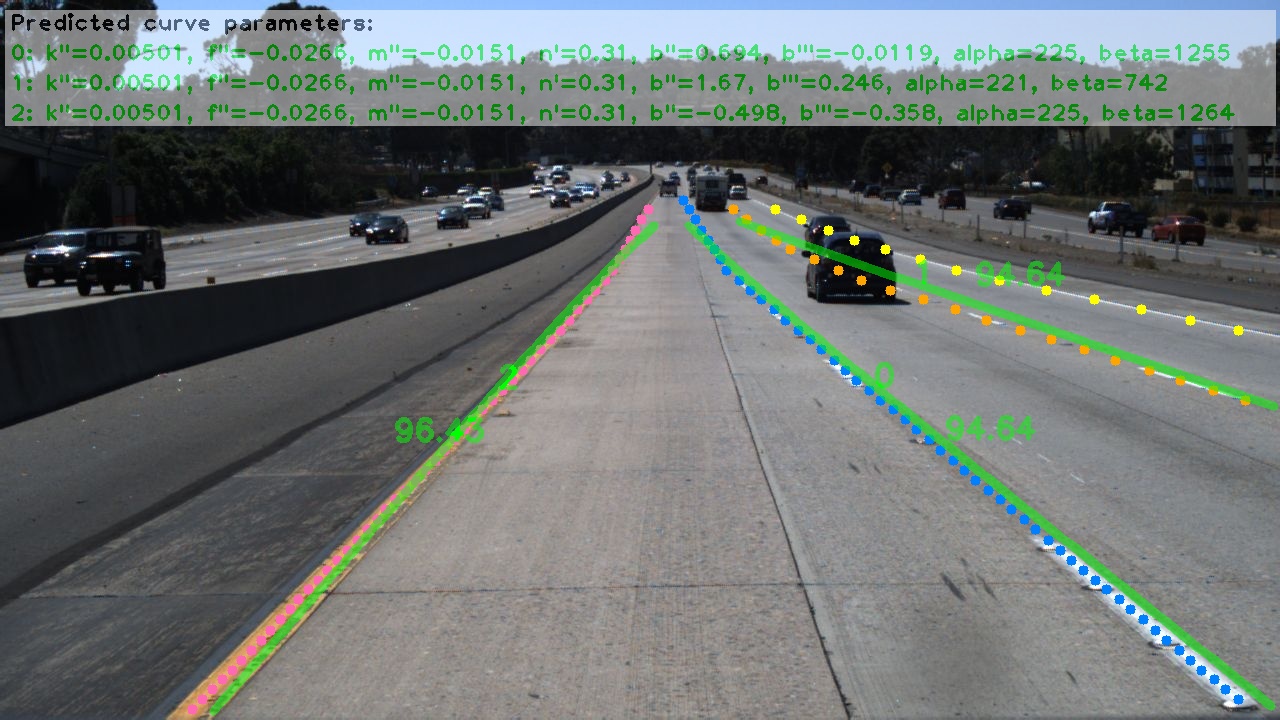 Predicted curve parameters:
0: k''=0.00501, f''=-0.0266, m''=-0.0151, n'=0.31, b''=0.694, b'''=-0.0119, alpha=225, beta=1255
1: k''=0.00501, f''=-0.0266, m''=-0.0151, n'=0.31, b''=1.67, b'''=0.246, alpha=221, beta=742
2: k''=0.00501, f''=-0.0266, m''=-0.0151, n'=0.31, b''=-0.498, b'''=-0.358, alpha=225, beta=1264
1 94.64
2
0
96.43
94.64